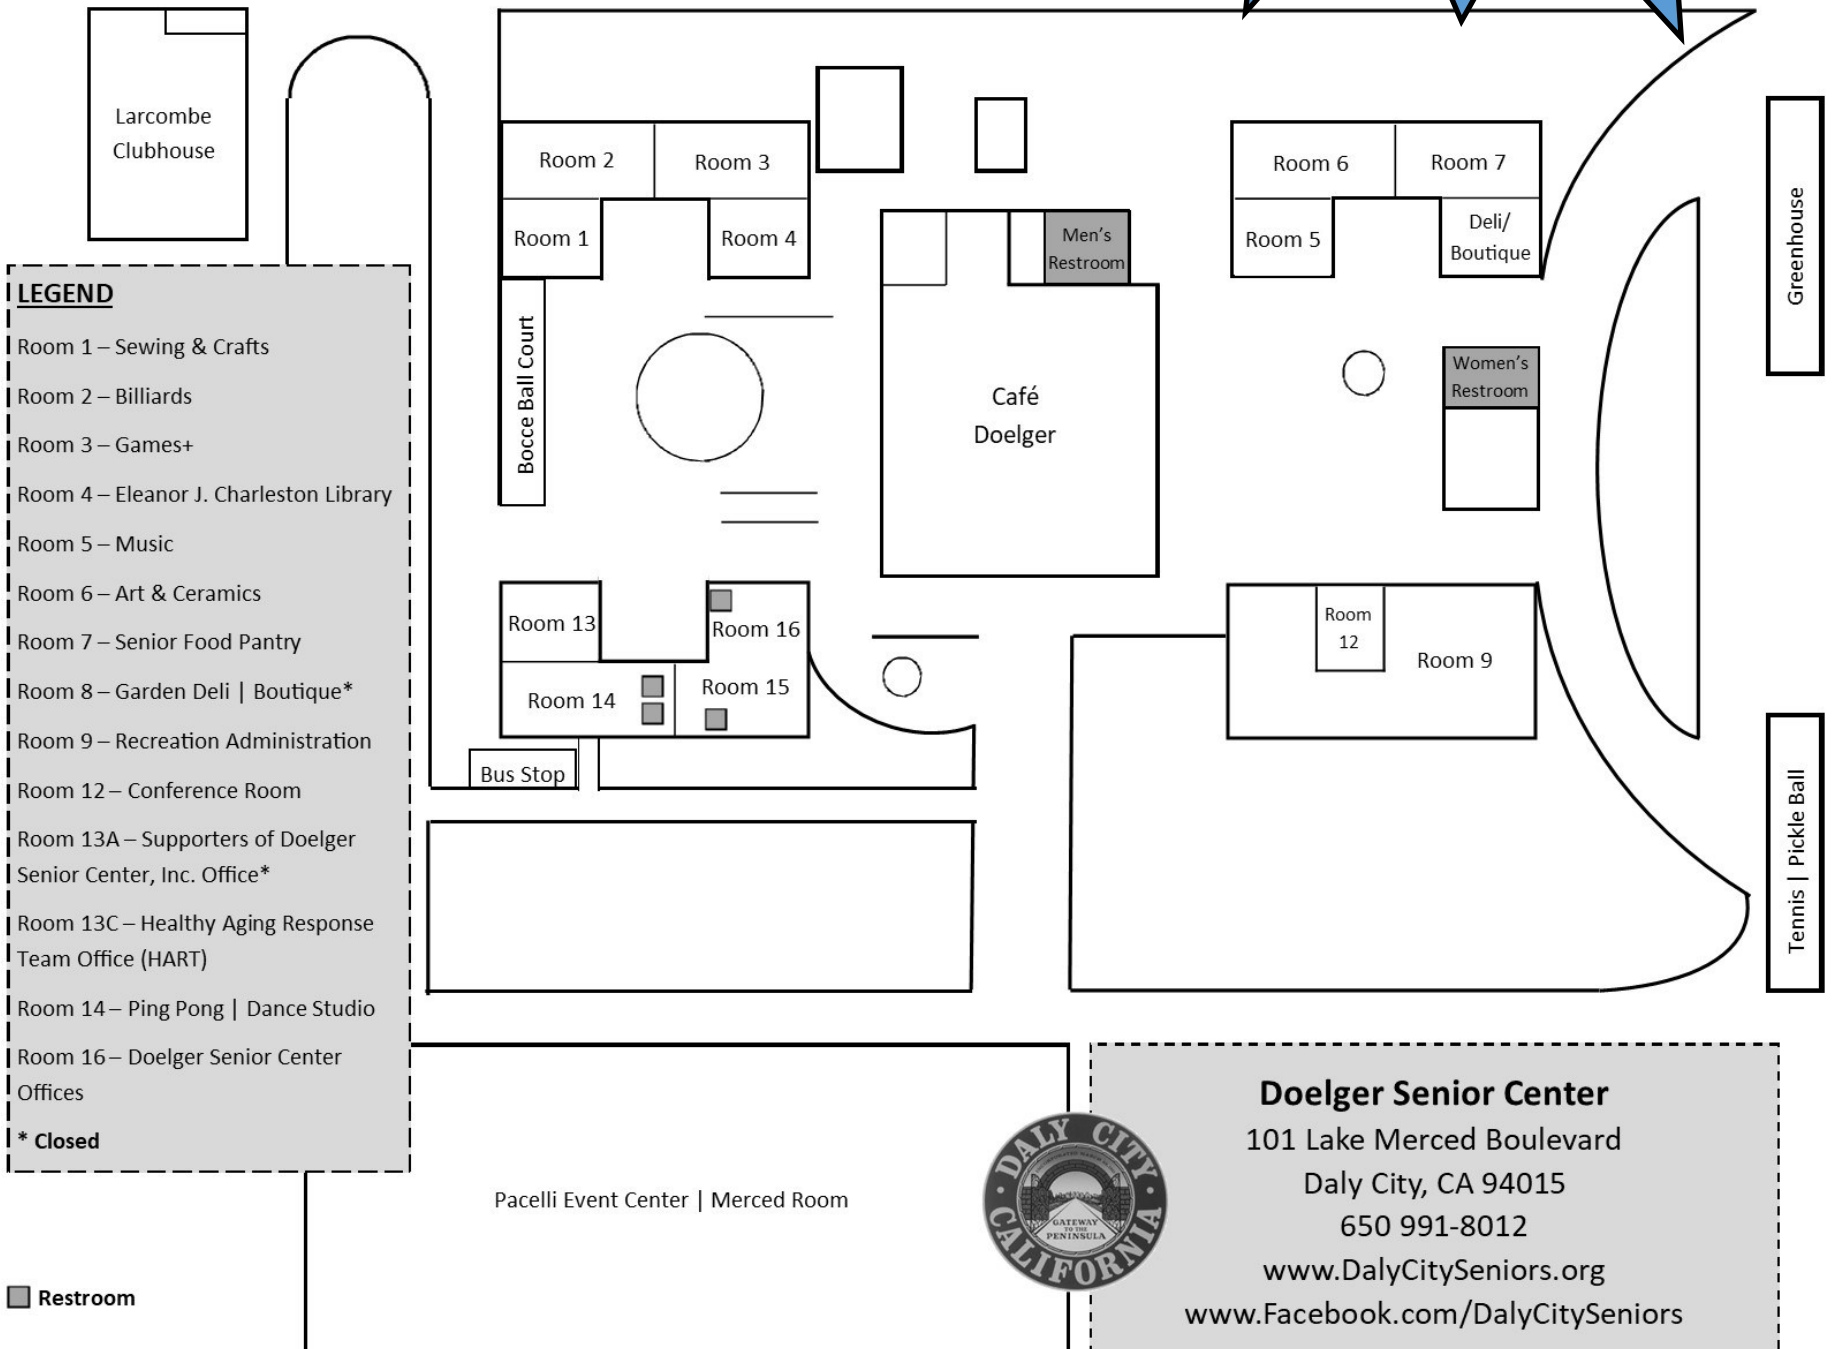 Larcombe
Clubhouse
Room 2
Room 3
Room 1
Room 4
Men's
Restroom
Room 6
Room 7
Room 5
Deli/
Boutique
Greenhouse
LEGEND
Room 1 – Sewing & Crafts
Room 2 – Billiards
Room 3 – Games+
Room 4 – Eleanor J. Charleston Library
Room 5 – Music
Room 6 – Art & Ceramics
Room 7 – Senior Food Pantry
Room 8 – Garden Deli | Boutique*
Room 9 – Recreation Administration
Room 12 – Conference Room
Room 13A – Supporters of Doelger
Senior Center, Inc. Office*
Room 13C – Healthy Aging Response
Team Office (HART)
Room 14 – Ping Pong | Dance Studio
Room 16 – Doelger Senior Center
Offices
* Closed
Bocce Ball Court
Café
Doelger
Women's
Restroom
Room 13
Room 16
Room 14
Room 15
Room
12
Room 9
Bus Stop
Tennis | Pickle Ball
Pacelli Event Center | Merced Room
DALY CITY
GATEWAY
TO THE
PENINSULA
CALIFORNIA
Doelger Senior Center
101 Lake Merced Boulevard
Daly City, CA 94015
650 991-8012
www.DalyCitySeniors.org
www.Facebook.com/DalyCitySeniors
Restroom